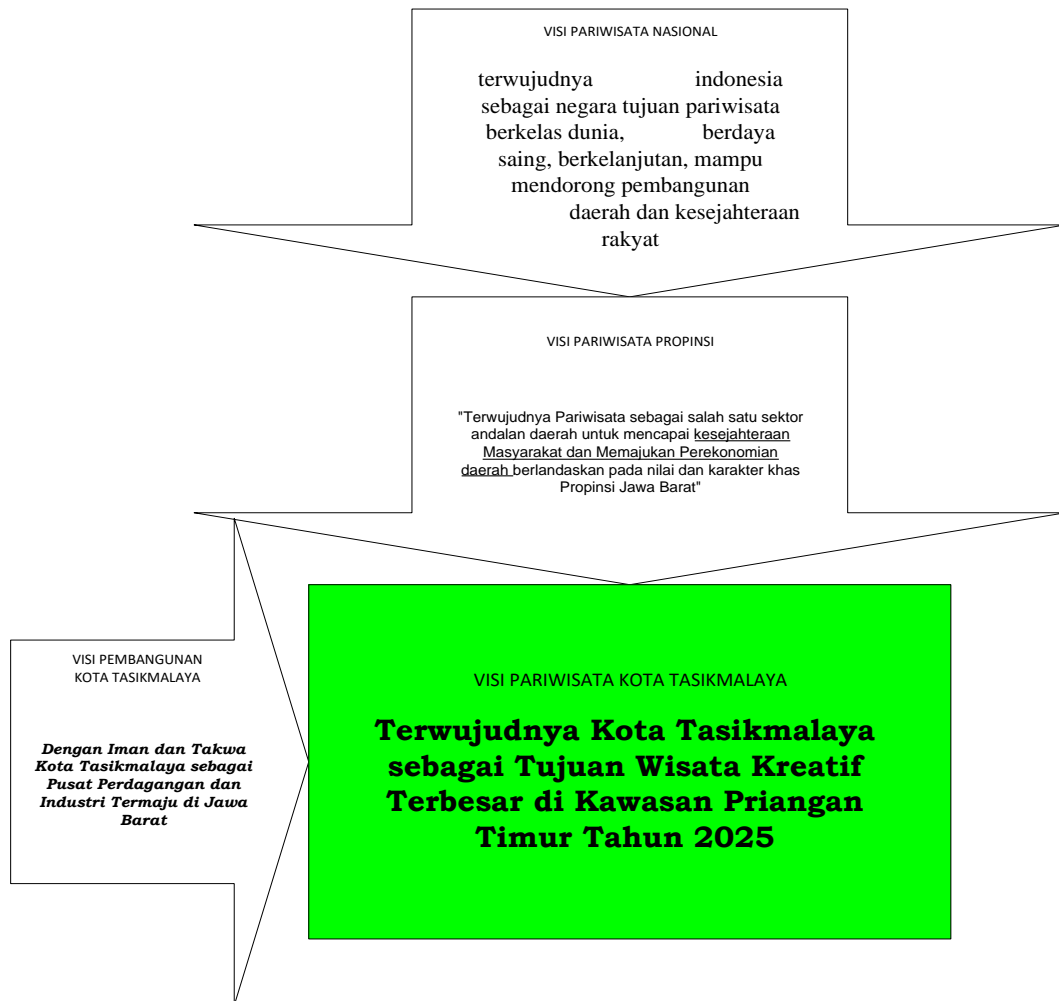 VISI PARIWISATA NASIONAL
terwujudnya indonesia
sebagai negara tujuan pariwisata
berkelas dunia, berdaya
saing, berkelanjutan, mampu
mendorong pembangunan
daerah dan kesejahteraan
rakyat
VISI PARIWISATA PROPINSI
"Terwujudnya Pariwisata sebagai salah satu sektor
andalan daerah untuk mencapai kesejahteraan
Masyarakat dan Memajukan Perekonomian
daerah berlandaskan pada nilai dan karakter khas
Propinsi Jawa Barat"
VISI PEMBANGUNAN
KOTA TASIKMALAYA
Dengan Iman dan Takwa
Kota Tasikmalaya sebagai
Pusat Perdagangan dan
Industri Termaju di Jawa
Barat
VISI PARIWISATA KOTA TASIKMALAYA
Terwujudnya Kota Tasikmalaya
sebagai Tujuan Wisata Kreatif
Terbesar di Kawasan Priangan
Timur Tahun 2025